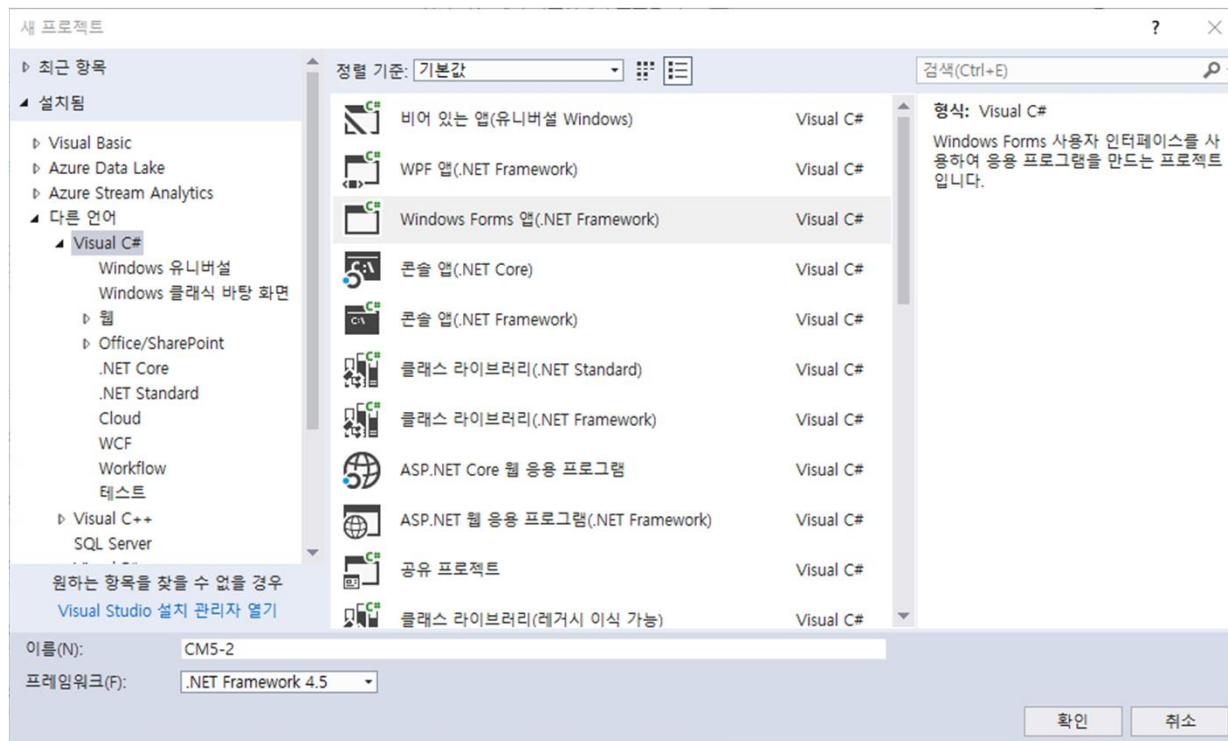 새 프로젝트
?
최근 항목
설치됨
Visual Basic
Azure Data Lake
Azure Stream Analytics
다른 언어
Visual C#
Windows 유니버설
Windows 클래식 바탕 화면
웹
Office/SharePoint
.NET Core
.NET Standard
Cloud
WCF
Workflow
테스트
Visual C++
SQL Server
원하는 항목을 찾을 수 없을 경우
Visual Studio 설치 관리자 열기
정렬 기준: 기본값
비어 있는 앱(유니버설 Windows) Visual C#
WPF 앱(.NET Framework) Visual C#
Windows Forms 앱(.NET Framework) Visual C#
콘솔 앱(.NET Core) Visual C#
콘솔 앱(.NET Framework) Visual C#
클래스 라이브러리(.NET Standard) Visual C#
클래스 라이브러리(.NET Framework) Visual C#
ASP.NET Core 웹 응용 프로그램 Visual C#
ASP.NET 웹 응용 프로그램(.NET Framework) Visual C#
공유 프로젝트 Visual C#
클래스 라이브러리(레거시 이식 가능) Visual C#
검색(Ctrl+E)
형식: Visual C#
Windows Forms 사용자 인터페이스를 사
용하여 응용 프로그램을 만드는 프로젝트
입니다.
이름(N): CM5-2
프레임워크(F): .NET Framework 4.5
확인 취소